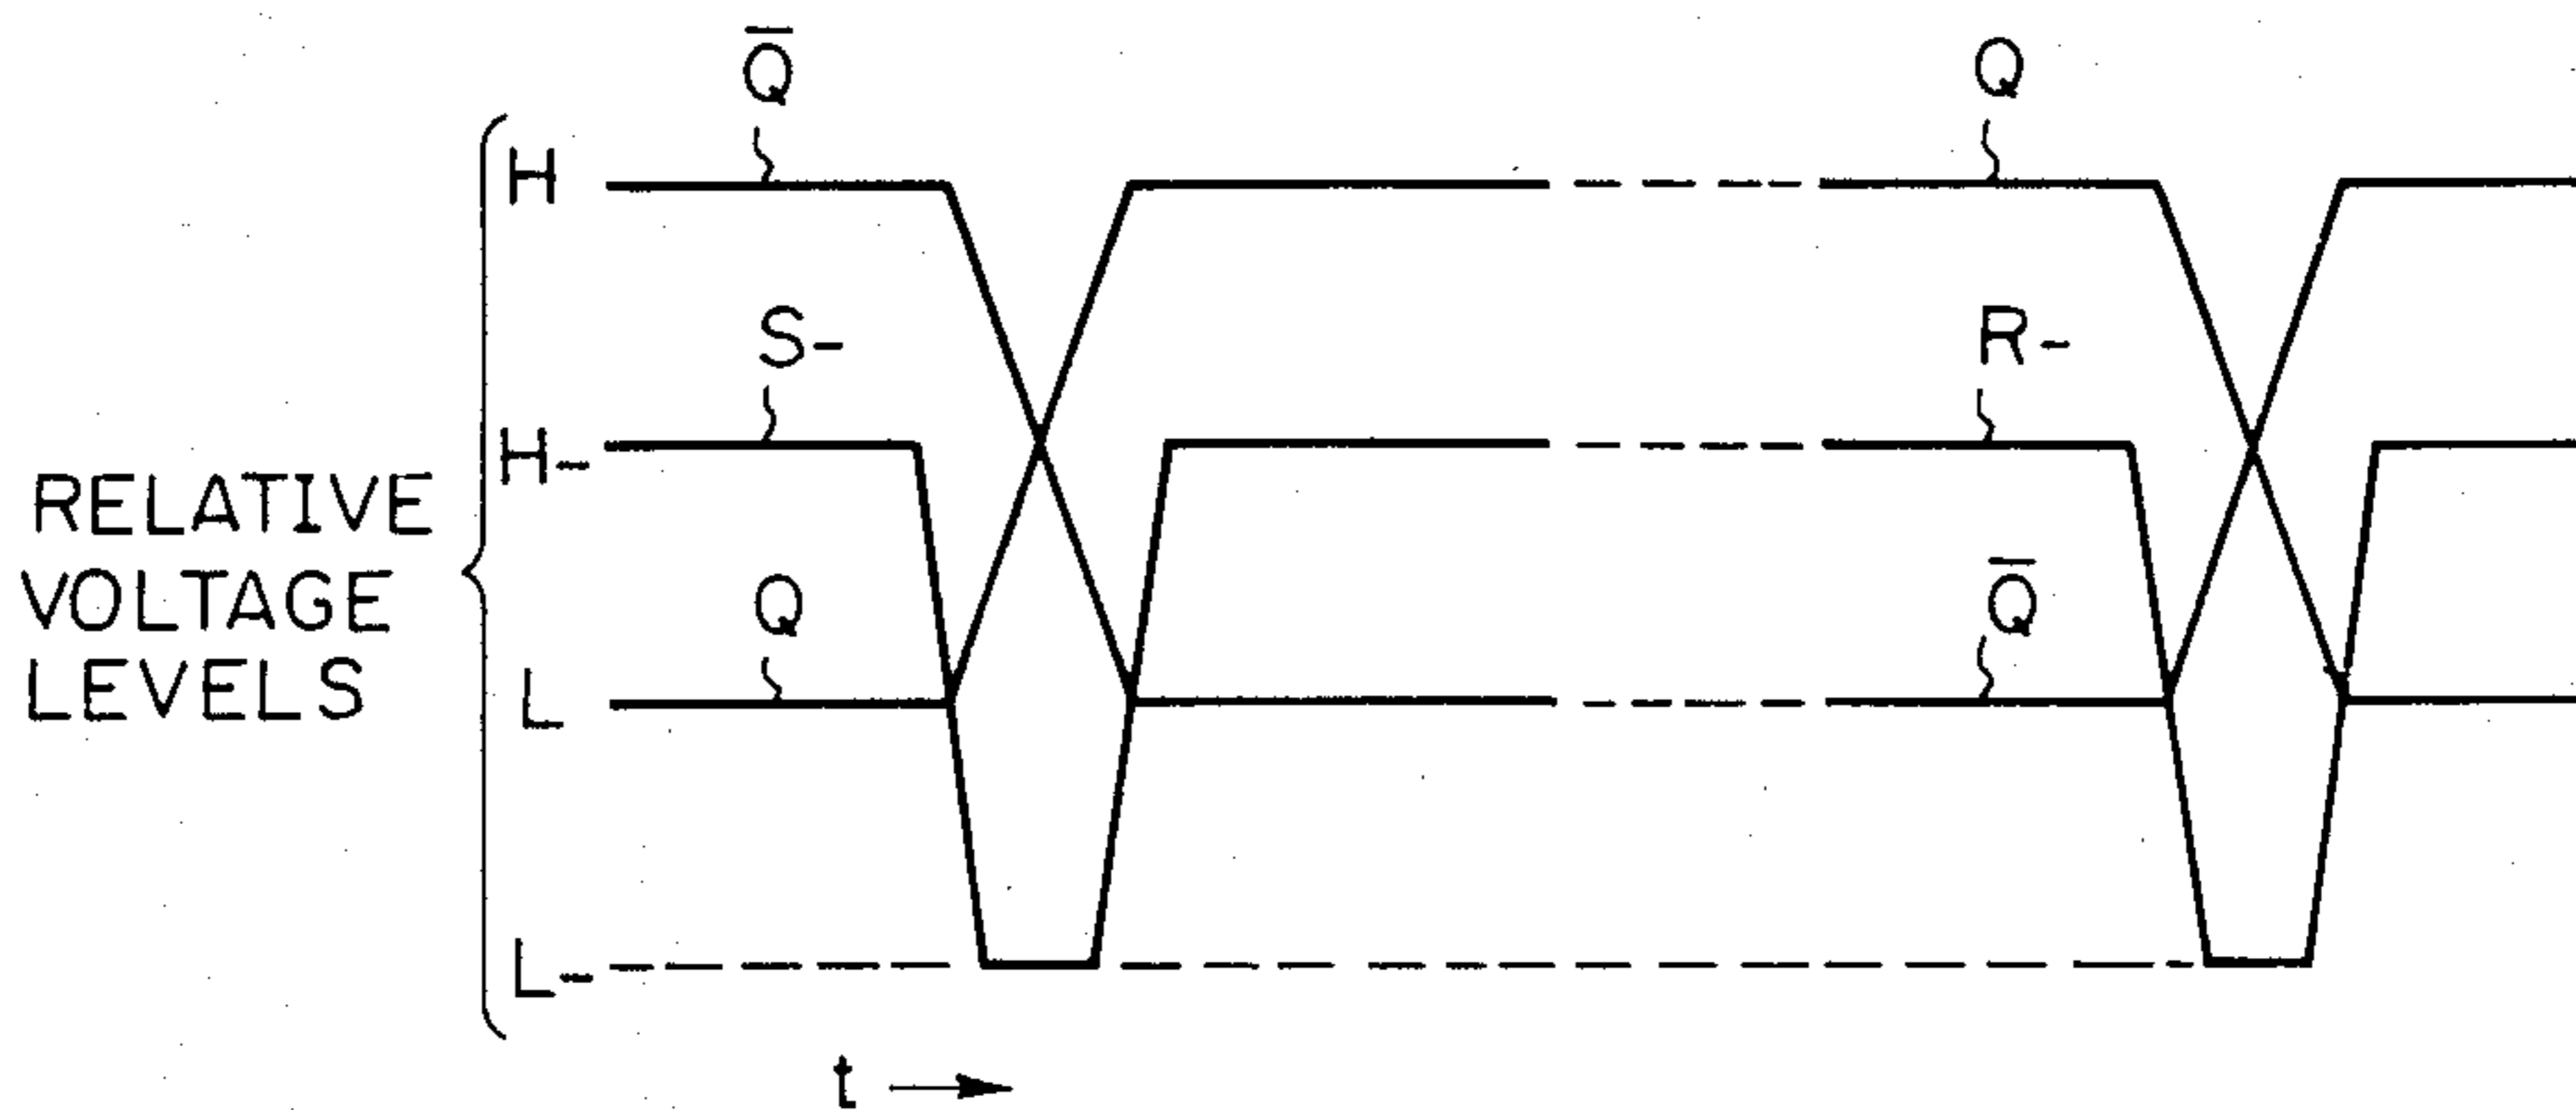 Q̅
Q
H
S-
R-
H-
RELATIVE
VOLTAGE
LEVELS
Q
Q̅
L
L-
t